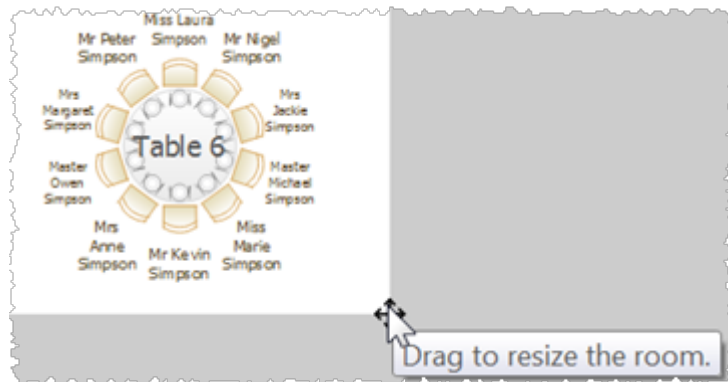 Miss Laura
Simpson
Mr Peter
Simpson
Mr Nigel
Simpson
Mrs
Margaret
Simpson
Mrs
Jackie
Simpson
Table 6
Master
Owen
Simpson
Master
Michael
Simpson
Mrs
Anne
Simpson
Mr Kevin
Simpson
Miss
Marie
Simpson
Drag to resize the room.